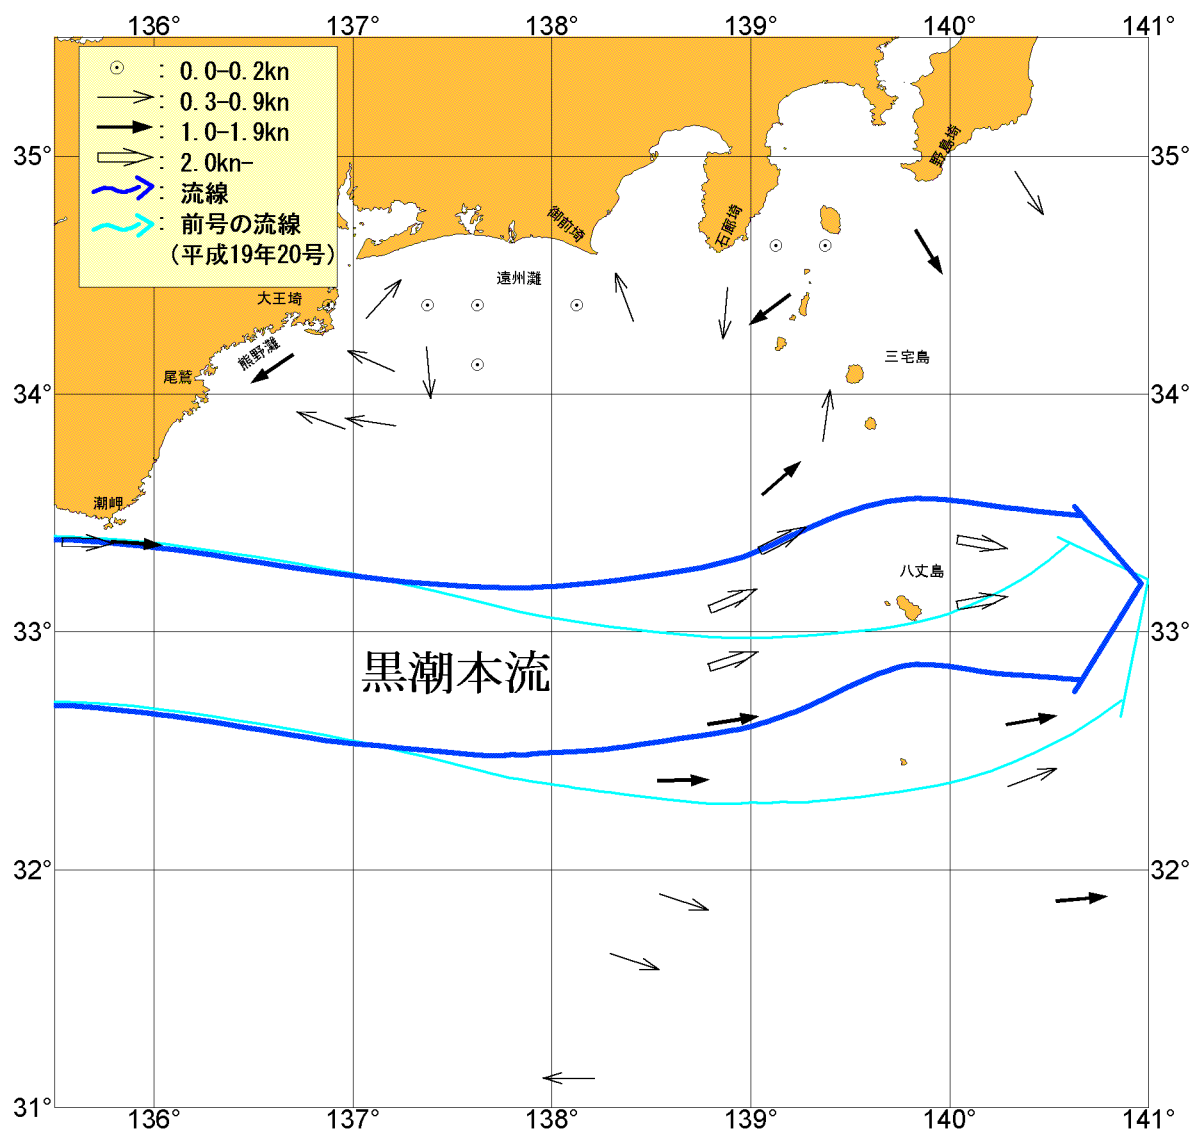 136°
137°
138°
139°
140°
141°
: 0.0-0.2kn
: 0.3-0.9kn
: 1.0-1.9kn
: 2.0kn-
: 流線
: 前号の流線
(平成19年20号)
35°
35°
野島埼
御前埼
石廊埼
遠州灘
大王埼
熊野灘
尾鷲
三宅島
34°
34°
潮岬
八丈島
33°
33°
黒潮本流
32°
32°
31°
31°
136°
137°
138°
139°
140°
141°